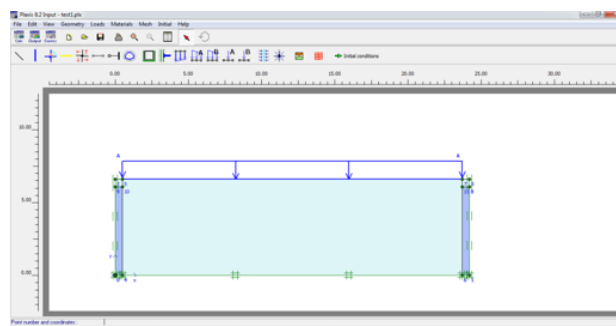 Plaxis 8.2 Input - test1.plx
File Edit View Geometry Loads Materials Mesh Initial Help
Initial conditions
0.00 5.00 10.00 15.00 20.00 25.00 30.00
10.00
A A
5.00
0.00
x
Point number and coordinates :